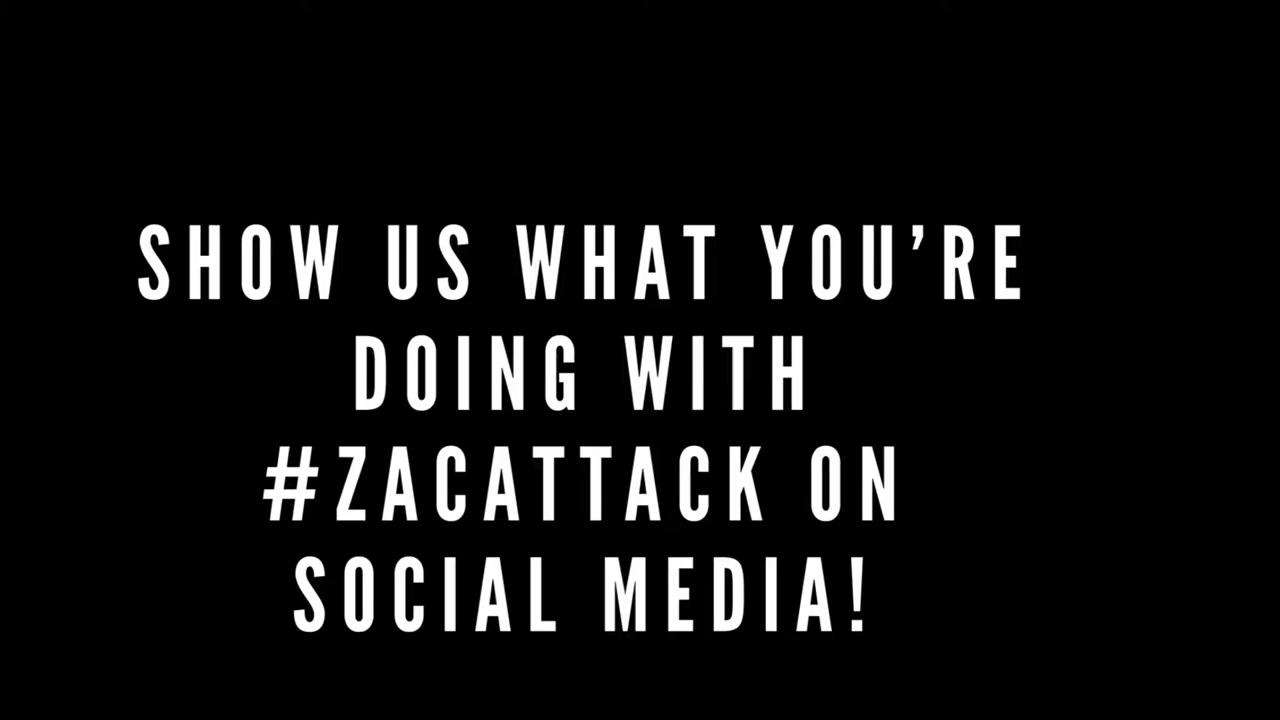 SHOW US WHAT YOU’RE
DOING WITH
#ZACATTACK ON
SOCIAL MEDIA!